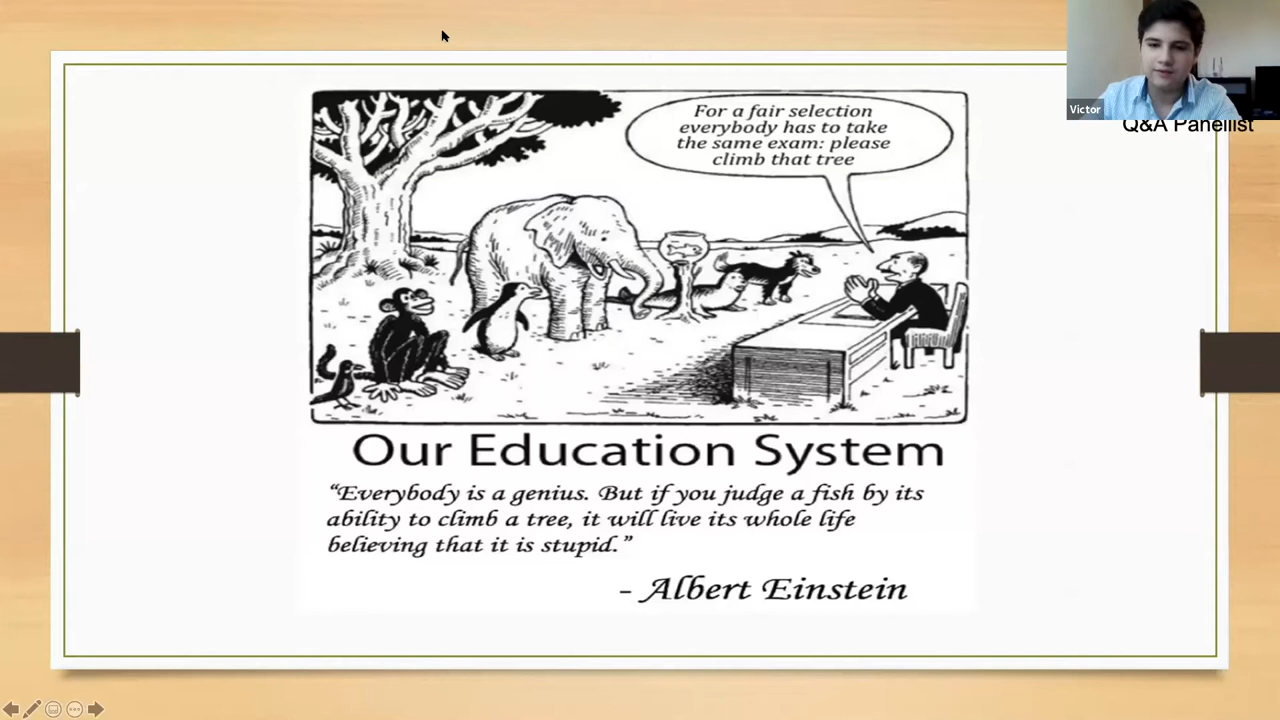 For a fair selection
everybody has to take
the same exam: please
climb that tree
Victor
Q&A Panellist
Our Education System
“Everybody is a genius. But if you judge a fish by its
ability to climb a tree, it will live its whole life
believing that it is stupid.”
- Albert Einstein